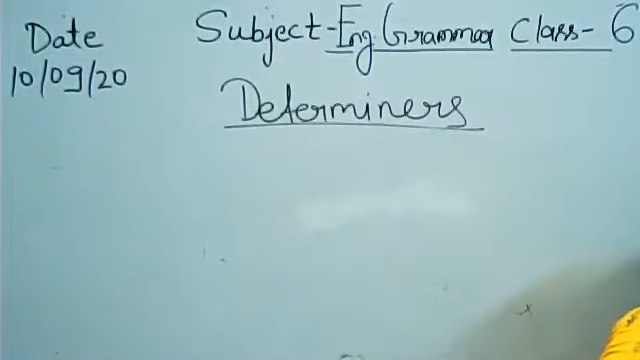 Date
10/09/20
Subject-Eng. Grammar Class-6
Determiners